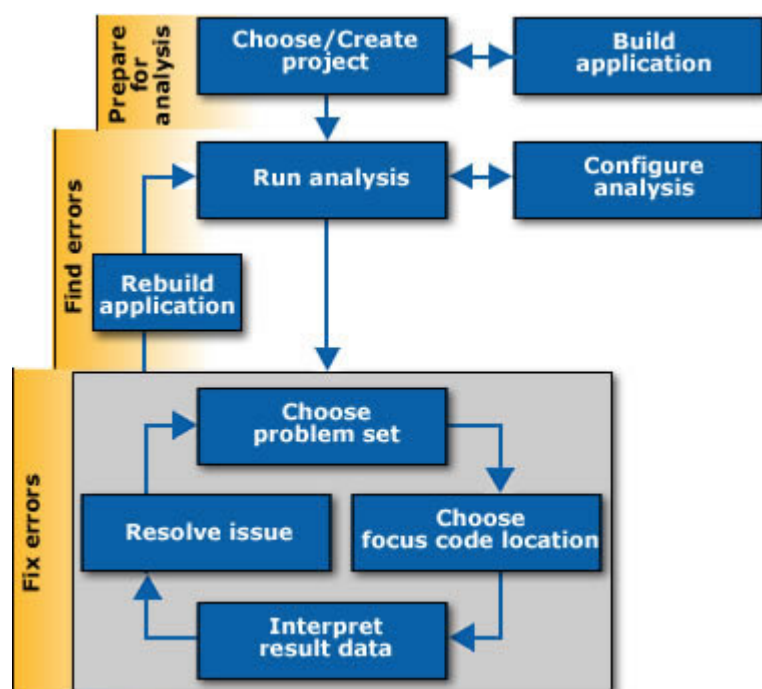 Prepare
for
analysis
Choose/Create
project
Build
application
Find errors
Run analysis
Configure
analysis
Rebuild
application
Fix errors
Choose
problem set
Resolve issue
Choose
focus code location
Interpret
result data